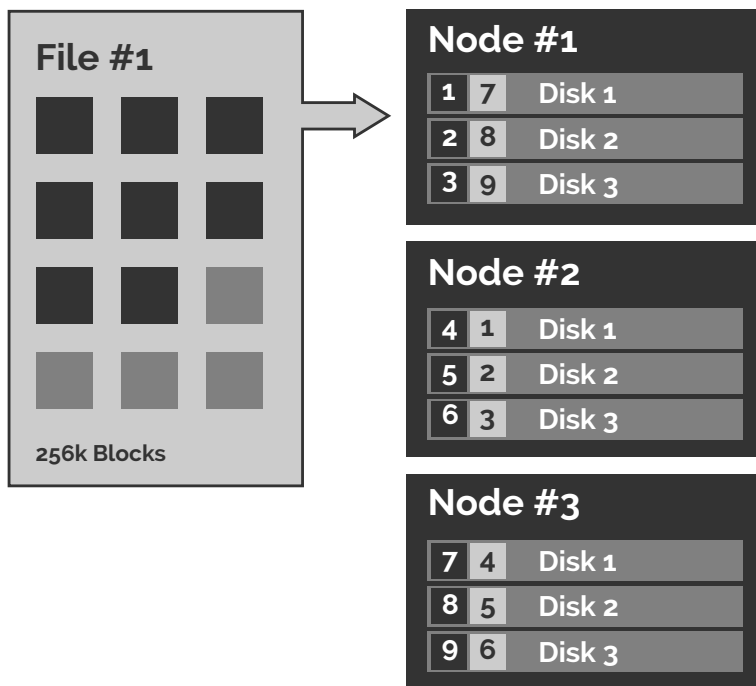 File #1
256k Blocks
Node #1
1 7 Disk 1
2 8 Disk 2
3 9 Disk 3
Node #2
4 1 Disk 1
5 2 Disk 2
6 3 Disk 3
Node #3
7 4 Disk 1
8 5 Disk 2
9 6 Disk 3